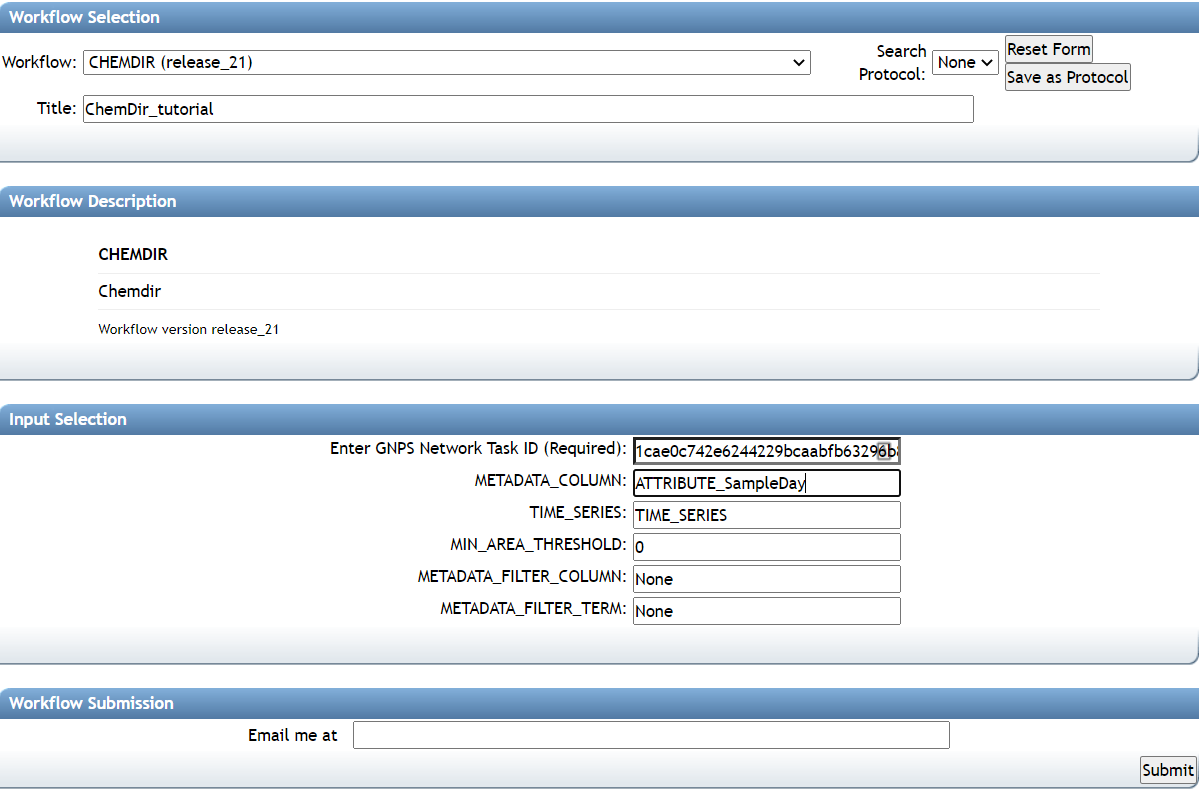 Workflow Selection
Workflow: CHEMDIR (release_21) Search Protocol: None Reset Form
Save as Protocol
Title: ChemDir_tutorial
Workflow Description
CHEMDIR
Chemdir
Workflow version release_21
Input Selection
Enter GNPS Network Task ID (Required): 1cae0c742e6244229bcaabfb63296b
METADATA_COLUMN: ATTRIBUTE_SampleDay
TIME_SERIES: TIME_SERIES
MIN_AREA_THRESHOLD: 0
METADATA_FILTER_COLUMN: None
METADATA_FILTER_TERM: None
Workflow Submission
Email me at
Submit